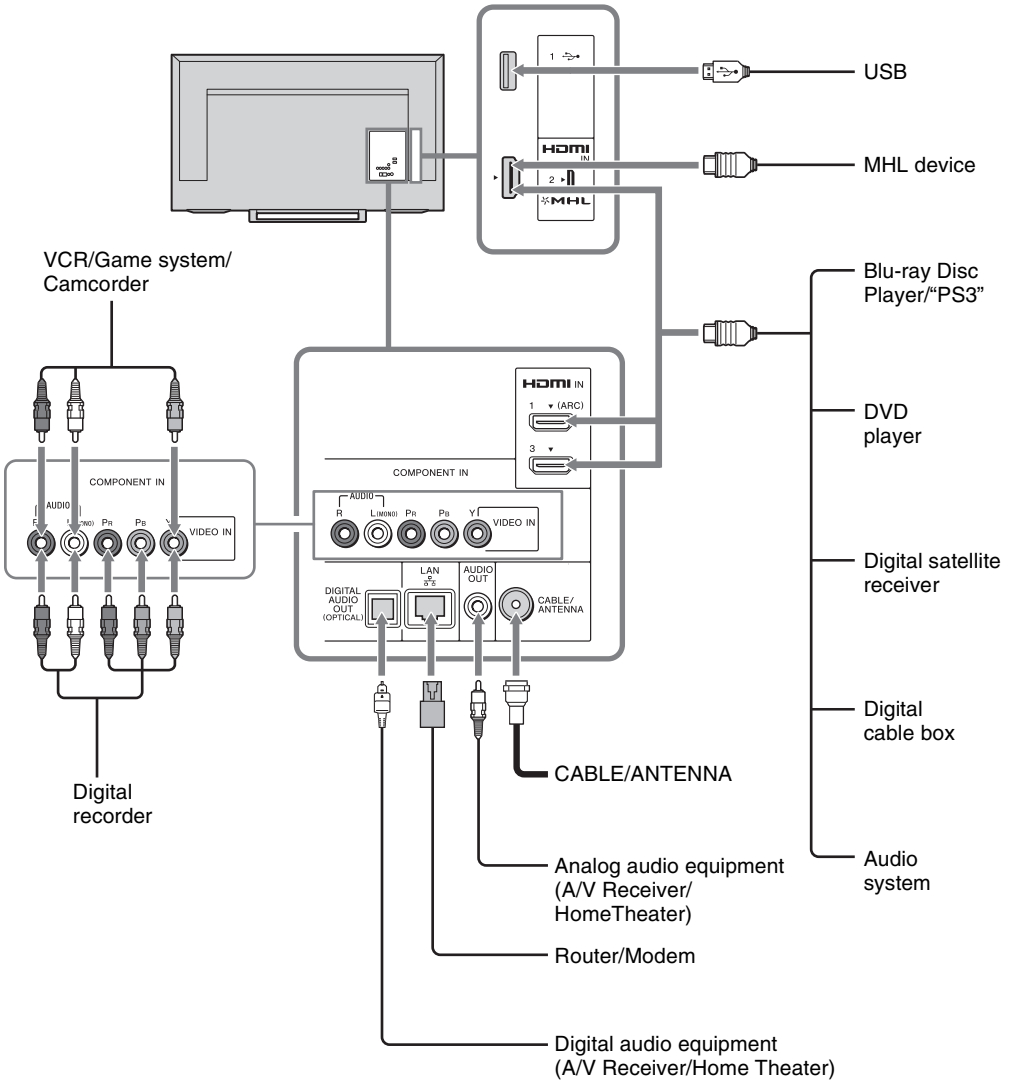 1
USB
HDMI
IN
2
MHL
MHL device
VCR/Game system/
Camcorder
Blu-ray Disc
Player/“PS3”
HDMI IN
1 (ARC)
3
DVD
player
COMPONENT IN
AUDIO
R L (MONO) PR PB Y
VIDEO IN
COMPONENT IN
AUDIO
PR PB
VIDEO IN
DIGITAL
AUDIO
OUT
(OPTICAL)
LAN
AUDIO
OUT
CABLE/
ANTENNA
Digital satellite
receiver
Digital
cable box
CABLE/ANTENNA
Digital
recorder
Analog audio equipment
(A/V Receiver/
HomeTheater)
Audio
system
Router/Modem
Digital audio equipment
(A/V Receiver/Home Theater)